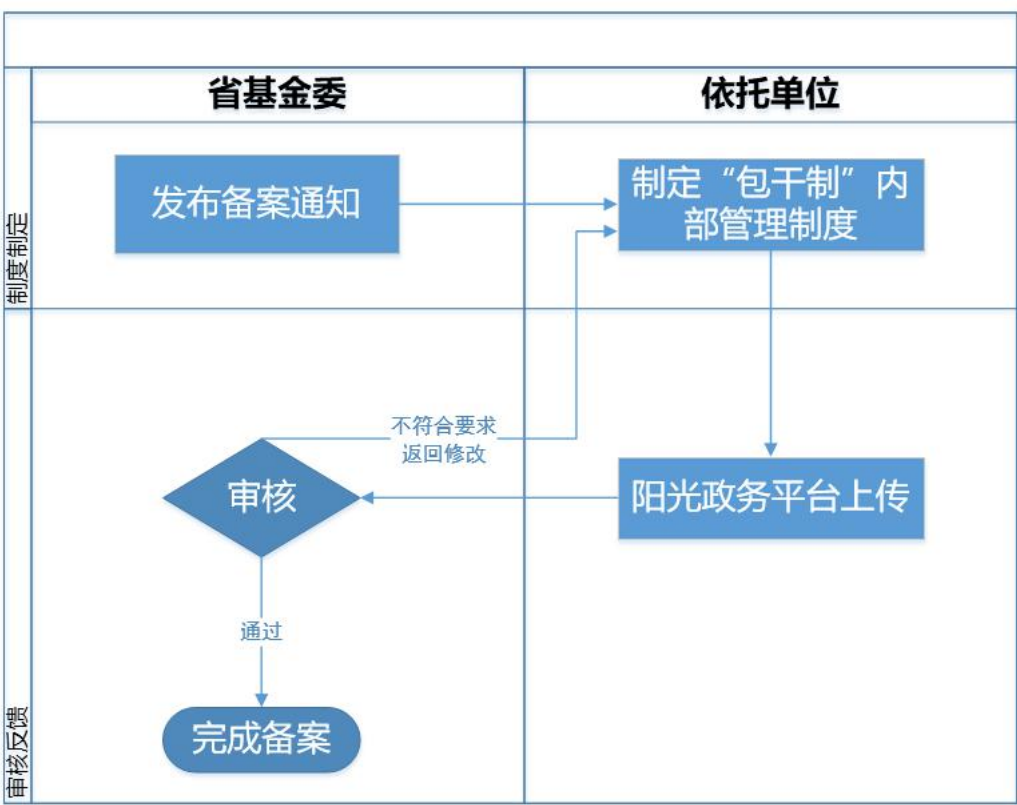 省基金委
依托单位
制度制定
发布备案通知
制定“包干制”内
部管理制度
审核反馈
不符合要求
返回修改
审核
阳光政务平台上传
通过
完成备案